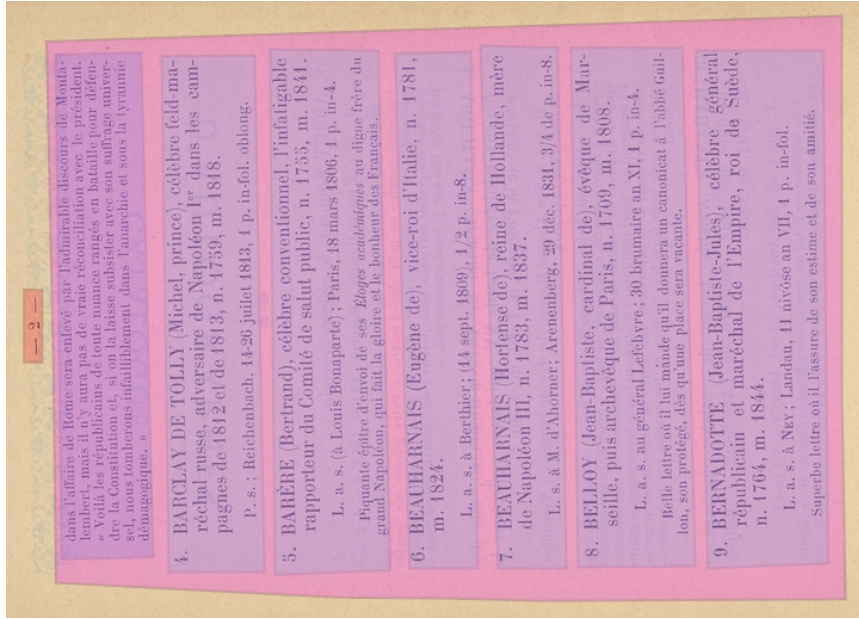 — 2 —
dans l'affaire de Rome sera enlevé par l'admirable discours de Monta-
lembert, mais il n'y aura pas de vraie réconciliation avec le président.
« Voilà les républicains de toute nuance rangés en bataille pour défen-
dre la Constitution et, si on la laisse subsister avec son suffrage univer-
sel, nous tomberons infailliblement dans l'anarchie et sous la tyrannie
démagogique. »
4. BARCLAY DE TOLLY (Michel, prince), célèbre feld-ma-
réchal russe, adversaire de Napoléon Ier dans les cam-
pagnes de 1812 et de 1813, n. 1759, m. 1818.
P. s. ; Reichenbach, 14-26 juillet 1813, 1 p. in-fol. oblong.
5. BARÈRE (Bertrand), célèbre conventionnel, l'infatigable
rapporteur du Comité de salut public, n. 1755, m. 1841.
L. a. s. (à Louis Bonaparte) ; Paris, 18 mars 1806, 1 p. in-4.
Piquante épître d'envoi de ses Éloges académiques au digne frère du
grand Napoléon, qui fait la gloire et le bonheur des Français.
6. BEAUHARNAIS (Eugène de), vice-roi d'Italie, n. 1781,
m. 1824.
L. a. s. à Berthier ; (14 sept. 1809), 1/2 p. in-8.
7. BEAUHARNAIS (Hortense de), reine de Hollande, mère
de Napoléon III, n. 1783, m. 1837.
L. s. à M. d'Ahorner ; Arenenberg, 29 déc. 1831, 3/4 de p. in-8.
8. BELLOY (Jean-Baptiste, cardinal de), évêque de Mar-
seille, puis archevêque de Paris, n. 1709, m. 1808.
L. a. s. au général Lefebvre ; 30 brumaire an XI, 1 p. in-4.
Belle lettre où il lui mande qu'il donnera un canonicat à l'abbé Guil-
lon, son protégé, dès qu'une place sera vacante.
9. BERNADOTTE (Jean-Baptiste-Jules), célèbre général
républicain et maréchal de l'Empire, roi de Suède,
n. 1764, m. 1844.
L. a. s. à NEY ; Landau, 11 nivôse an VII, 1 p. in-fol.
Superbe lettre où il l'assure de son estime et de son amitié.